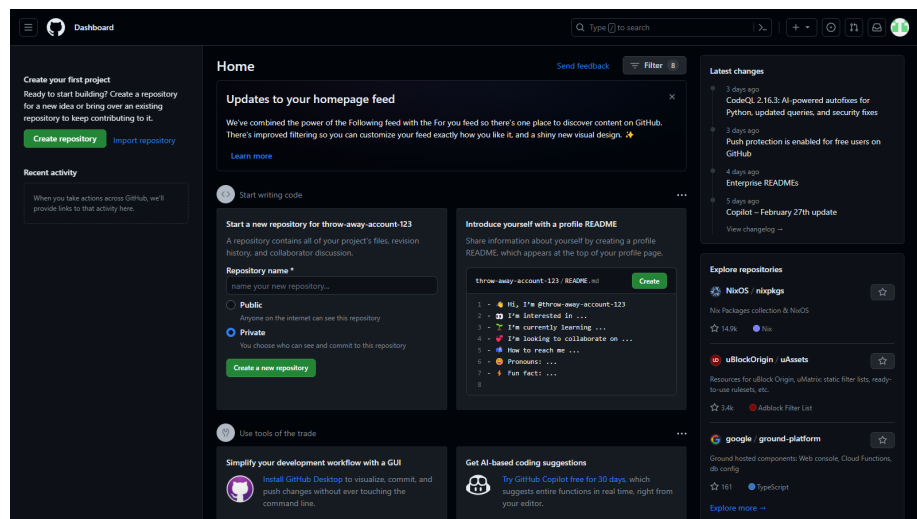 Dashboard
Type / to search
Create your first project
Ready to start building? Create a repository
for a new idea or bring over an existing
repository to keep contributing to it.
Create repository
Import repository
Recent activity
When you take actions across GitHub, we'll
provide links to that activity here.
Home
Send feedback
Filter 8
Updates to your homepage feed
We've combined the power of the Following feed with the For you feed so there's one place to discover content on GitHub.
There's improved filtering so you can customize your feed exactly how you like it, and a shiny new visual design. ✨
Learn more
Start writing code
Start a new repository for throw-away-account-123
A repository contains all of your project's files, revision
history, and collaborator discussion.
Repository name *
name your new repository...
Public
Anyone on the internet can see this repository
Private
You choose who can see and commit to this repository
Create a new repository
Introduce yourself with a profile README
Share information about yourself by creating a profile
README, which appears at the top of your profile page.
throw-away-account-123 / README.md
Create
1 - 👋 Hi, I'm @throw-away-account-123
2 - 👀 I'm interested in ...
3 - 🌱 I'm currently learning ...
4 - 💞️ I'm looking to collaborate on ...
5 - 📫 How to reach me ...
6 - 😄 Pronouns: ...
7 - ⚡ Fun fact: ...
8
Use tools of the trade
Simplify your development workflow with a GUI
Install GitHub Desktop to visualize, commit, and
push changes without ever touching the
command line.
Get AI-based coding suggestions
Try GitHub Copilot free for 30 days, which
suggests entire functions in real time, right from
your editor.
Latest changes
3 days ago
CodeQL 2.16.3: AI-powered autofixes for
Python, updated queries, and security fixes
3 days ago
Push protection is enabled for free users on
GitHub
4 days ago
Enterprise READMEs
5 days ago
Copilot – February 27th update
View changelog →
Explore repositories
NixOS / nixpkgs
Nix Packages collection & NixOS
14.9k
Nix
uBlockOrigin / uAssets
Resources for uBlock Origin, uMatrix: static filter lists, ready-
to-use rulesets, etc.
3.4k
Adblock Filter List
google / ground-platform
Ground hosted components: Web console, Cloud Functions,
db config
161
TypeScript
Explore more →